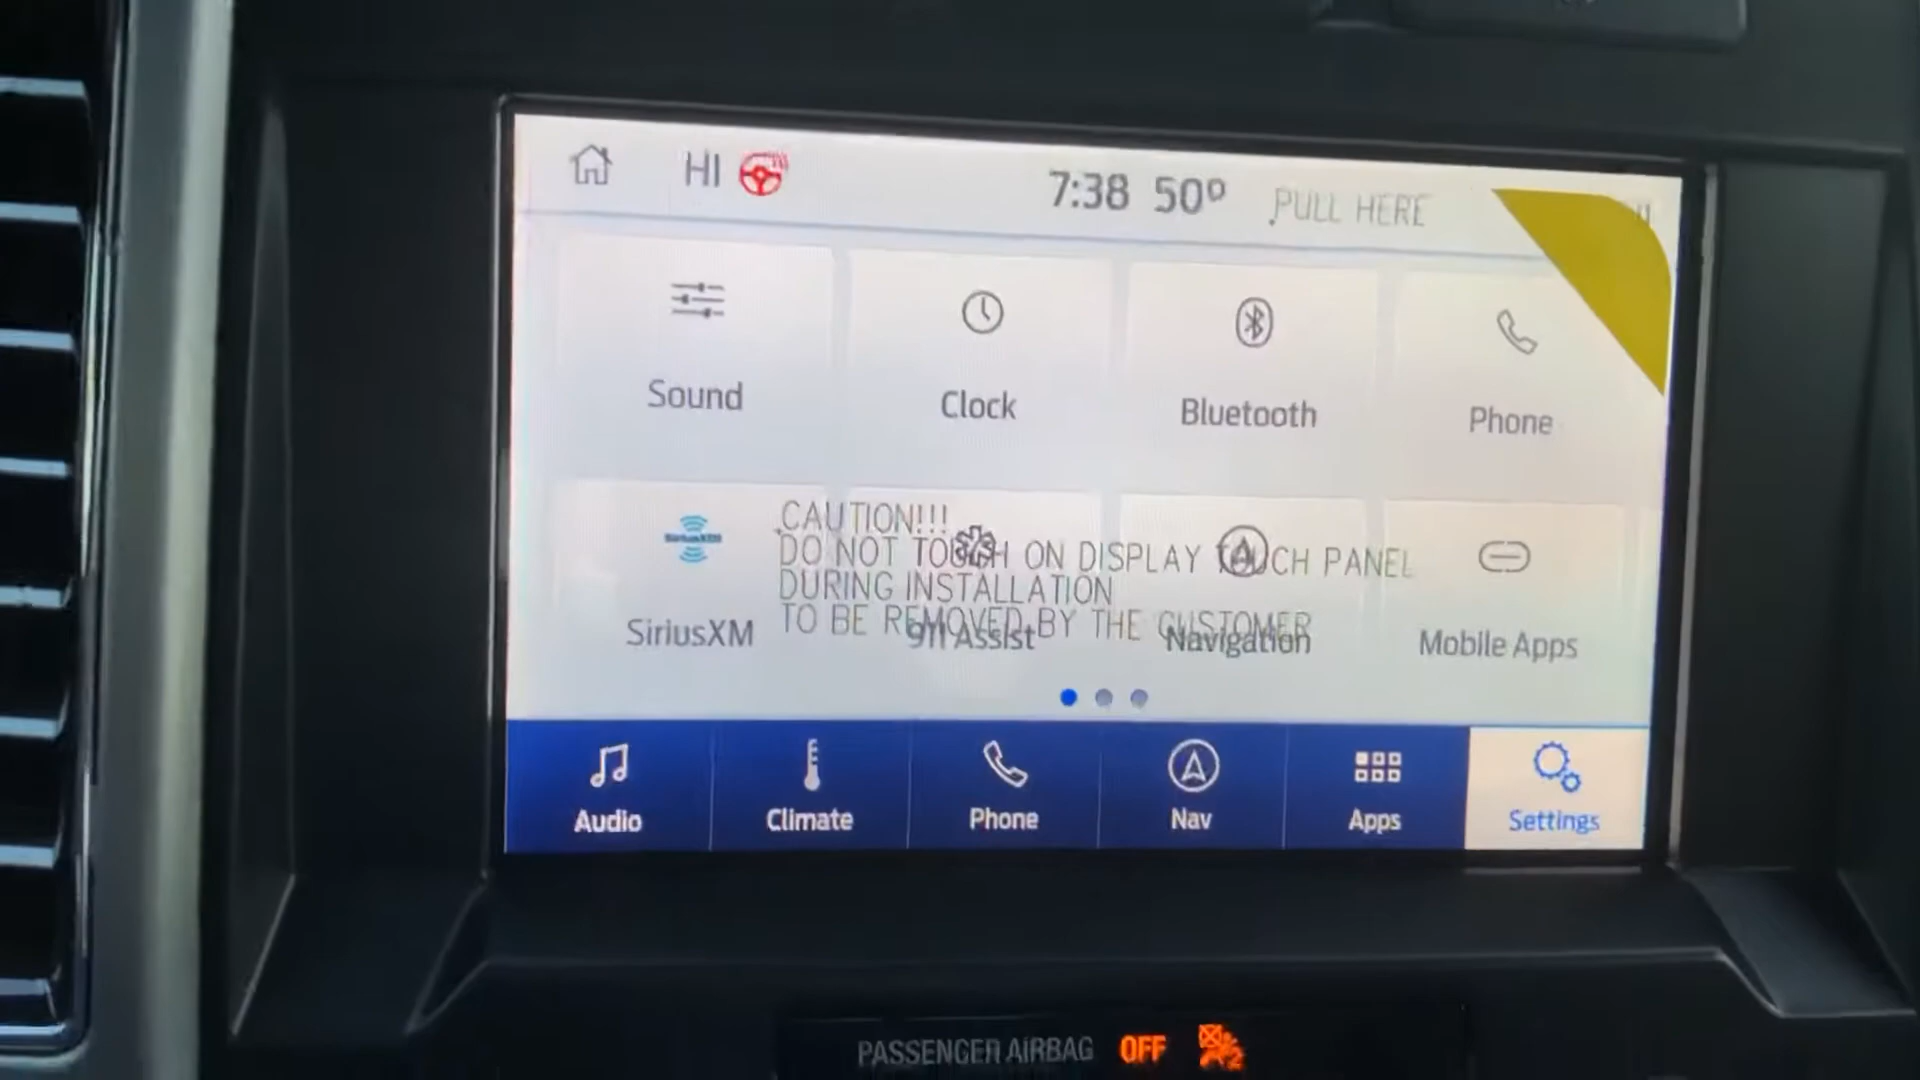 HI 7:38 50° PULL HERE
Sound Clock Bluetooth Phone
CAUTION!!!
DO NOT TOUCH ON DISPLAY TOUCH PANEL
DURING INSTALLATION
TO BE REMOVED BY THE CUSTOMER
SiriusXM
SiriusXM 911 Assist Navigation Mobile Apps
Audio Climate Phone Nav Apps Settings
PASSENGER AIRBAG OFF
2